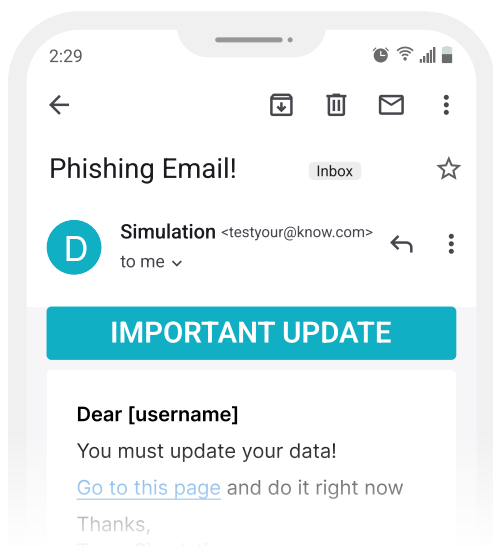 2:29
Phishing Email!
Inbox
Simulation <testyour@know.com>
D
to me
IMPORTANT UPDATE
Dear [username]
You must update your data!
Go to this page and do it right now
Thanks,